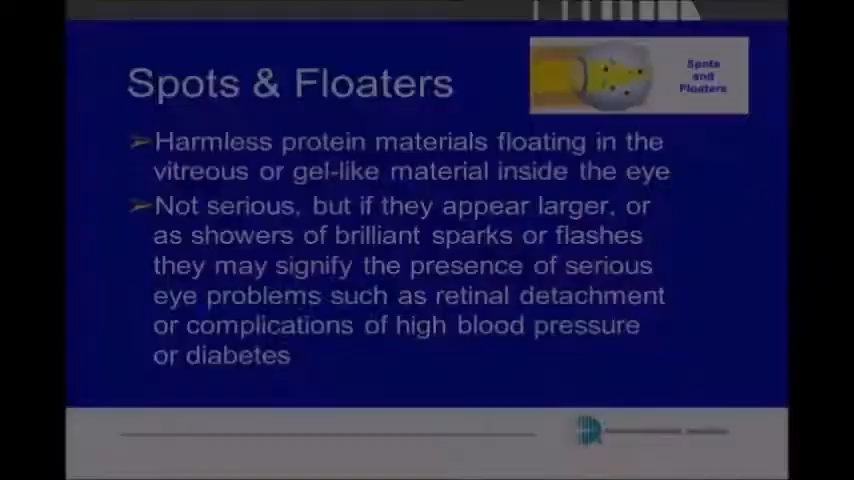 Spots & Floaters
Spots
and
Floaters
➢Harmless protein materials floating in the
vitreous or gel-like material inside the eye
➢Not serious, but if they appear larger, or
as showers of brilliant sparks or flashes
they may signify the presence of serious
eye problems such as retinal detachment
or complications of high blood pressure
or diabetes